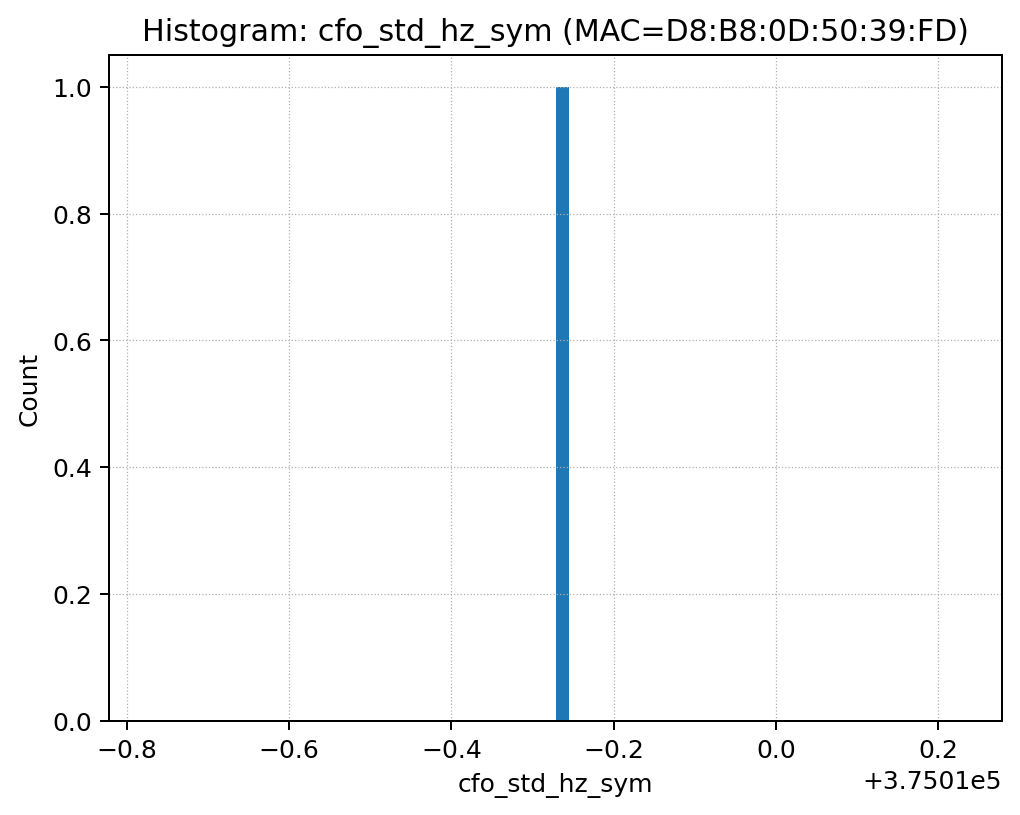 Histogram: cfo_std_hz_sym (MAC=D8:B8:0D:50:39:FD)
1.0
0.8
0.6
0.4
0.2
0.0
Count
−0.8 −0.6 −0.4 −0.2 0.0 0.2
cfo_std_hz_sym
+3.7501e5